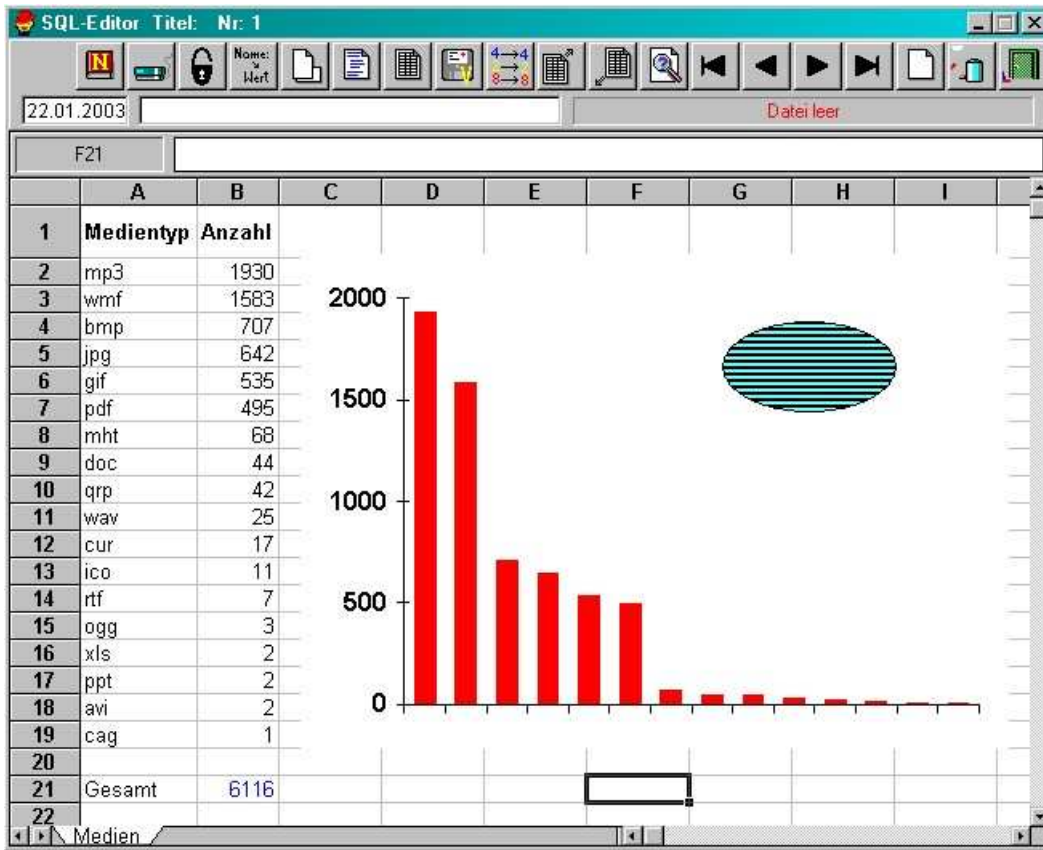 SQL-Editor Titel: Nr: 1
N Name: Wert 4→4 8→8
22.01.2003 Datei leer
F21
A B C D E F G H I
1 Medientyp Anzahl
2 mp3 1930
3 wmf 1583
4 bmp 707
5 jpg 642
6 gif 535
7 pdf 495
8 mht 68
9 doc 44
10 qrp 42
11 wav 25
12 cur 17
13 ico 11
14 rtf 7
15 ogg 3
16 xls 2
17 ppt 2
18 avi 2
19 cag 1
20
21 Gesamt 6116
22
2000
1500
1000
500
0
Medien